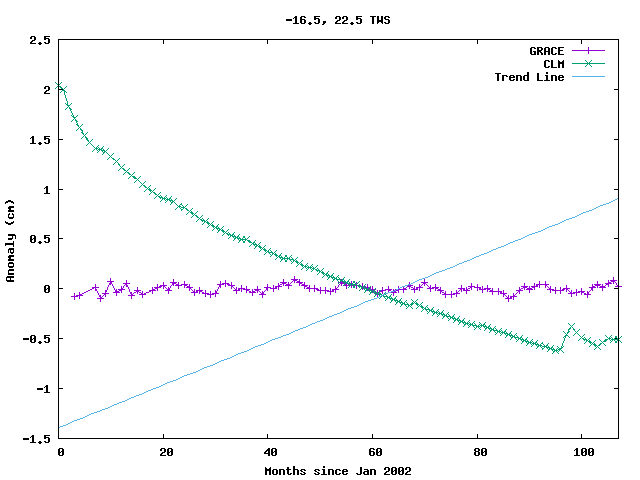 -16.5, 22.5 TWS
GRACE
CLM
Trend Line
2.5
2
1.5
1
0.5
0
-0.5
-1
-1.5
Anomaly (cm)
0 20 40 60 80 100
Months since Jan 2002